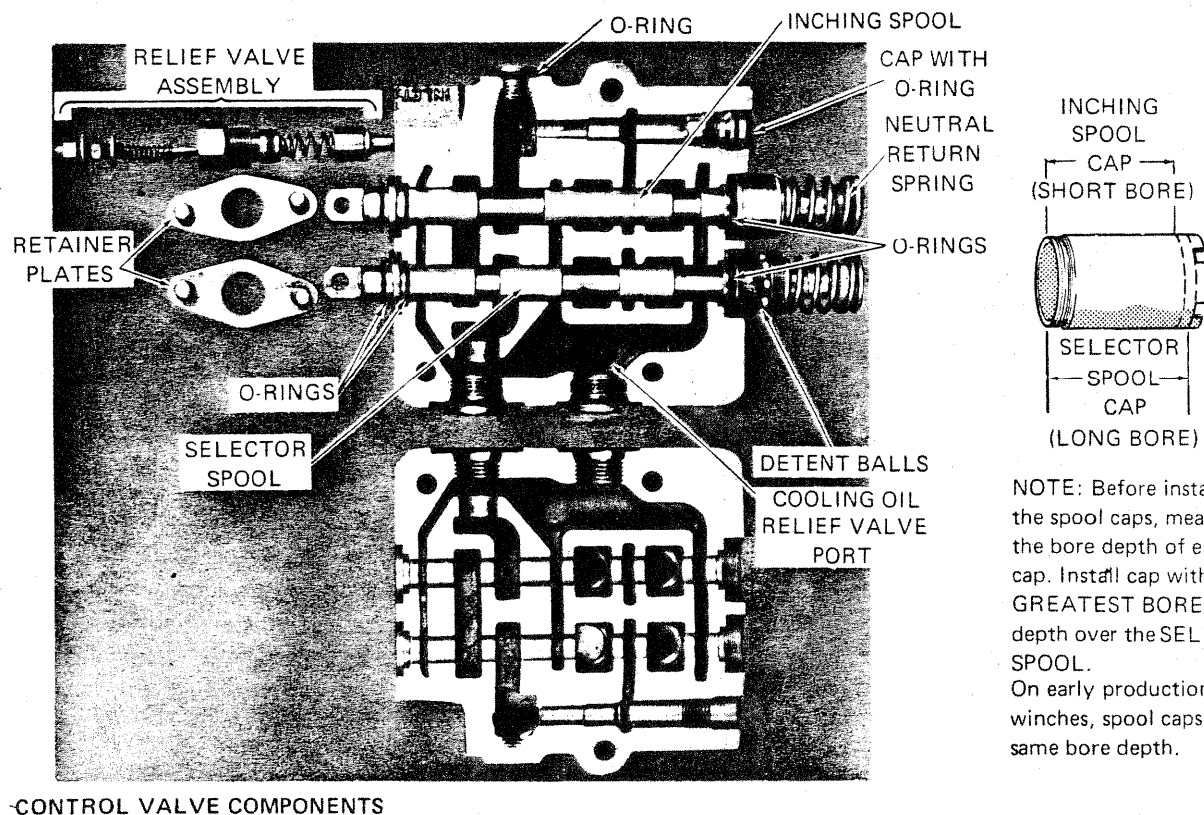 O-RING
INCHING SPOOL
RELIEF VALVE
ASSEMBLY
CAP WITH
O-RING
NEUTRAL
RETURN
SPRING
INCHING
SPOOL
CAP
(SHORT BORE)
RETAINER
PLATES
O-RINGS
SELECTOR
SPOOL
CAP
(LONG BORE)
O-RINGS
SELECTOR
SPOOL
DETENT BALLS
COOLING OIL
RELIEF VALVE
PORT
NOTE: Before insta
the spool caps, mea
the bore depth of e
cap. Install cap with
GREATEST BORE
depth over the SEL
SPOOL.
On early production
winches, spool caps
same bore depth.
CONTROL VALVE COMPONENTS